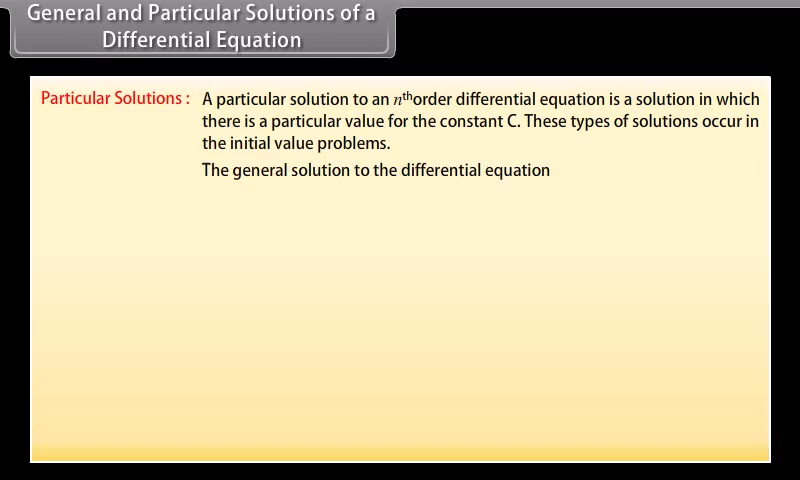 General and Particular Solutions of a
Differential Equation
Particular Solutions : A particular solution to an nthorder differential equation is a solution in which
there is a particular value for the constant C. These types of solutions occur in
the initial value problems.
The general solution to the differential equation